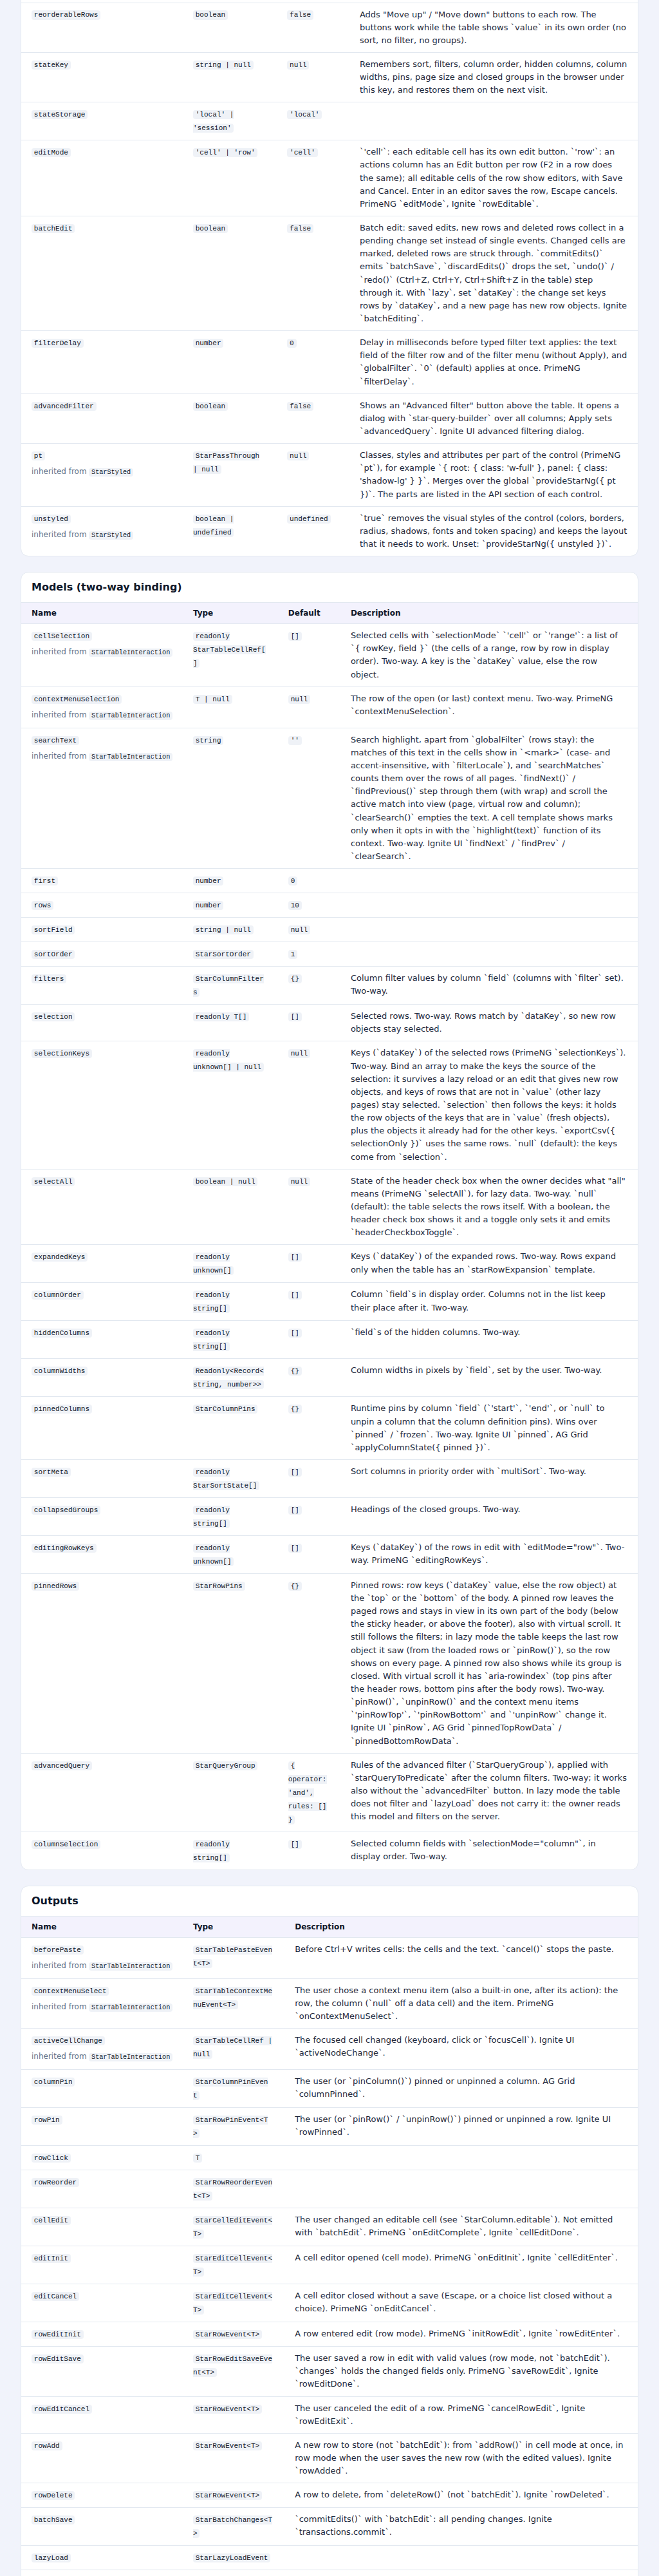 reorderableRows boolean false Adds "Move up" / "Move down" buttons to each row. The
buttons work while the table shows `value` in its own order (no
sort, no filter, no groups).
stateKey string | null null Remembers sort, filters, column order, hidden columns, column
widths, pins, page size and closed groups in the browser under
this key, and restores them on the next visit.
stateStorage 'local' | 'local'
'session'
editMode 'cell' | 'row' 'cell' `'cell'`: each editable cell has its own edit button. `'row'`: an
actions column has an Edit button per row (F2 in a row does
the same); all editable cells of the row show editors, with Save
and Cancel. Enter in an editor saves the row, Escape cancels.
PrimeNG `editMode`, Ignite `rowEditable`.
batchEdit boolean false Batch edit: saved edits, new rows and deleted rows collect in a
pending change set instead of single events. Changed cells are
marked, deleted rows are struck through. `commitEdits()`
emits `batchSave`, `discardEdits()` drops the set, `undo()` /
`redo()` (Ctrl+Z, Ctrl+Y, Ctrl+Shift+Z in the table) step
through it. With `lazy`, set `dataKey`: the change set keys
rows by `dataKey`, and a new page has new row objects. Ignite
`batchEditing`.
filterDelay number 0 Delay in milliseconds before typed filter text applies: the text
field of the filter row and of the filter menu (without Apply), and
`globalFilter`. `0` (default) applies at once. PrimeNG
`filterDelay`.
advancedFilter boolean false Shows an "Advanced filter" button above the table. It opens a
dialog with `star-query-builder` over all columns; Apply sets
`advancedQuery`. Ignite UI advanced filtering dialog.
pt StarPassThrough null Classes, styles and attributes per part of the control (PrimeNG
inherited from StarStyled | null `pt`), for example `{ root: { class: 'w-full' }, panel: { class:
'shadow-lg' } }`. Merges over the global `provideStarNg({ pt
})`. The parts are listed in the API section of each control.
unstyled boolean | undefined `true` removes the visual styles of the control (colors, borders,
inherited from StarStyled undefined radius, shadows, fonts and token spacing) and keeps the layout
that it needs to work. Unset: `provideStarNg({ unstyled })`.
Models (two-way binding)
Name Type Default Description
cellSelection readonly [] Selected cells with `selectionMode` `'cell'` or `'range'`: a list of
inherited from StarTableInteraction StarTableCellRef[ `{ rowKey, field }` (the cells of a range, row by row in display
] order). Two-way. A key is the `dataKey` value, else the row
object.
contextMenuSelection T | null null The row of the open (or last) context menu. Two-way. PrimeNG
inherited from StarTableInteraction `contextMenuSelection`.
searchText string '' Search highlight, apart from `globalFilter` (rows stay): the
inherited from StarTableInteraction matches of this text in the cells show in `<mark>` (case- and
accent-insensitive, with `filterLocale`), and `searchMatches`
counts them over the rows of all pages. `findNext()` /
`findPrevious()` step through them (with wrap) and scroll the
active match into view (page, virtual row and column);
`clearSearch()` empties the text. A cell template shows marks
only when it opts in with the `highlight(text)` function of its
context. Two-way. Ignite UI `findNext` / `findPrev` /
`clearSearch`.
first number 0
rows number 10
sortField string | null null
sortOrder StarSortOrder 1
filters StarColumnFilter {} Column filter values by column `field` (columns with `filter` set).
s Two-way.
selection readonly T[] [] Selected rows. Two-way. Rows match by `dataKey`, so new row
objects stay selected.
selectionKeys readonly null Keys (`dataKey`) of the selected rows (PrimeNG `selectionKeys`).
unknown[] | null Two-way. Bind an array to make the keys the source of the
selection: it survives a lazy reload or an edit that gives new row
objects, and keys of rows that are not in `value` (other lazy
pages) stay selected. `selection` then follows the keys: it holds
the row objects of the keys that are in `value` (fresh objects),
plus the objects it already had for the other keys. `exportCsv({
selectionOnly })` uses the same rows. `null` (default): the keys
come from `selection`.
selectAll boolean | null null State of the header check box when the owner decides what "all"
means (PrimeNG `selectAll`), for lazy data. Two-way. `null`
(default): the table selects the rows itself. With a boolean, the
header check box shows it and a toggle only sets it and emits
`headerCheckboxToggle`.
expandedKeys readonly [] Keys (`dataKey`) of the expanded rows. Two-way. Rows expand
unknown[] only when the table has an `starRowExpansion` template.
columnOrder readonly [] Column `field`s in display order. Columns not in the list keep
string[] their place after it. Two-way.
hiddenColumns readonly [] `field`s of the hidden columns. Two-way.
string[]
columnWidths Readonly<Record< {} Column widths in pixels by `field`, set by the user. Two-way.
string, number>>
pinnedColumns StarColumnPins {} Runtime pins by column `field` (`'start'`, `'end'`, or `null` to
unpin a column that the column definition pins). Wins over
`pinned` / `frozen`. Two-way. Ignite UI `pinned`, AG Grid
`applyColumnState({ pinned })`.
sortMeta readonly [] Sort columns in priority order with `multiSort`. Two-way.
StarSortState[]
collapsedGroups readonly [] Headings of the closed groups. Two-way.
string[]
editingRowKeys readonly [] Keys (`dataKey`) of the rows in edit with `editMode="row"`. Two-
unknown[] way. PrimeNG `editingRowKeys`.
pinnedRows StarRowPins {} Pinned rows: row keys (`dataKey` value, else the row object) at
the `top` or the `bottom` of the body. A pinned row leaves the
paged rows and stays in view in its own part of the body (below
the sticky header, or above the footer), also with virtual scroll. It
still follows the filters; in lazy mode the table keeps the last row
object it saw (from the loaded rows or `pinRow()`), so the row
shows on every page. A pinned row also shows while its group is
closed. With virtual scroll it has `aria-rowindex` (top pins after
the header rows, bottom pins after the body rows). Two-way.
`pinRow()`, `unpinRow()` and the context menu items
`'pinRowTop'`, `'pinRowBottom'` and `'unpinRow'` change it.
Ignite UI `pinRow`, AG Grid `pinnedTopRowData` /
`pinnedBottomRowData`.
advancedQuery StarQueryGroup { Rules of the advanced filter (`StarQueryGroup`), applied with
operator: `starQueryToPredicate` after the column filters. Two-way; it works
'and', also without the `advancedFilter` button. In lazy mode the table
rules: [] does not filter and `lazyLoad` does not carry it: the owner reads
} this model and filters on the server.
columnSelection readonly [] Selected column fields with `selectionMode="column"`, in
string[] display order. Two-way.
Outputs
Name Type Description
beforePaste StarTablePasteEven Before Ctrl+V writes cells: the cells and the text. `cancel()` stops the paste.
inherited from StarTableInteraction t<T>
contextMenuSelect StarTableContextMe The user chose a context menu item (also a built-in one, after its action): the
inherited from StarTableInteraction nuEvent<T> row, the column (`null` off a data cell) and the item. PrimeNG
`onContextMenuSelect`.
activeCellChange StarTableCellRef | The focused cell changed (keyboard, click or `focusCell`). Ignite UI
inherited from StarTableInteraction null `activeNodeChange`.
columnPin StarColumnPinEven The user (or `pinColumn()`) pinned or unpinned a column. AG Grid
t `columnPinned`.
rowPin StarRowPinEvent<T The user (or `pinRow()` / `unpinRow()`) pinned or unpinned a row. Ignite UI
> `rowPinned`.
rowClick T
rowReorder StarRowReorderEven
t<T>
cellEdit StarCellEditEvent< The user changed an editable cell (see `StarColumn.editable`). Not emitted
T> with `batchEdit`. PrimeNG `onEditComplete`, Ignite `cellEditDone`.
editInit StarEditCellEvent< A cell editor opened (cell mode). PrimeNG `onEditInit`, Ignite `cellEditEnter`.
T>
editCancel StarEditCellEvent< A cell editor closed without a save (Escape, or a choice list closed without a
T> choice). PrimeNG `onEditCancel`.
rowEditInit StarRowEvent<T> A row entered edit (row mode). PrimeNG `initRowEdit`, Ignite `rowEditEnter`.
rowEditSave StarRowEditSaveEve The user saved a row in edit with valid values (row mode, not `batchEdit`).
nt<T> `changes` holds the changed fields only. PrimeNG `saveRowEdit`, Ignite
`rowEditDone`.
rowEditCancel StarRowEvent<T> The user canceled the edit of a row. PrimeNG `cancelRowEdit`, Ignite
`rowEditExit`.
rowAdd StarRowEvent<T> A new row to store (not `batchEdit`): from `addRow()` in cell mode at once, in
row mode when the user saves the new row (with the edited values). Ignite
`rowAdded`.
rowDelete StarRowEvent<T> A row to delete, from `deleteRow()` (not `batchEdit`). Ignite `rowDeleted`.
batchSave StarBatchChanges<T `commitEdits()` with `batchEdit`: all pending changes. Ignite
> `transactions.commit`.
lazyLoad StarLazyLoadEvent